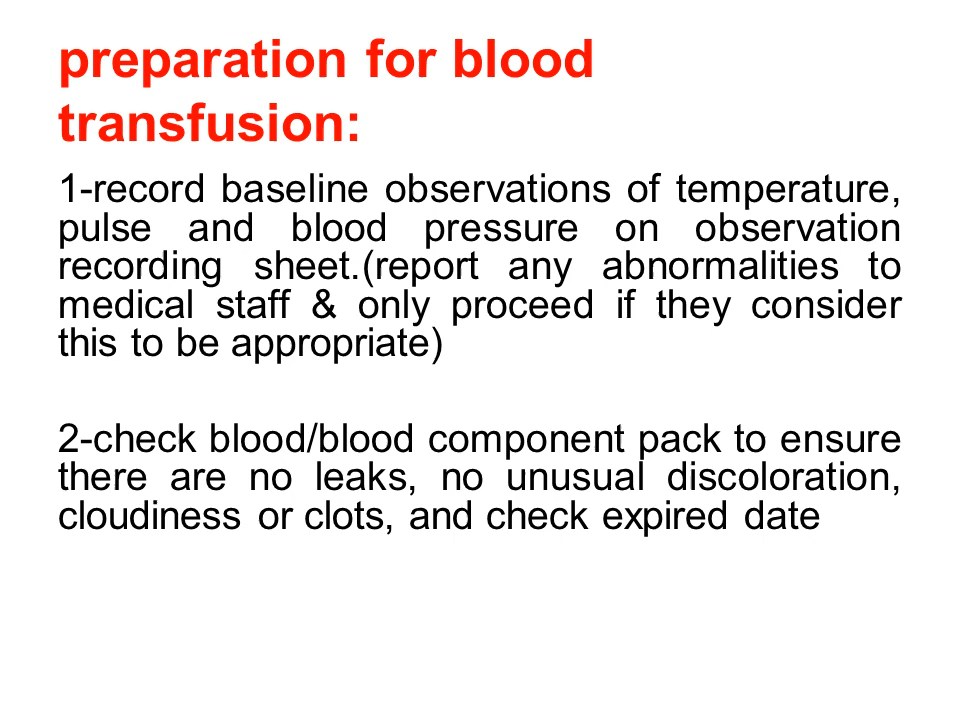 preparation for blood
transfusion:
1-record baseline observations of temperature,
pulse and blood pressure on observation
recording sheet.(report any abnormalities to
medical staff & only proceed if they consider
this to be appropriate)
2-check blood/blood component pack to ensure
there are no leaks, no unusual discoloration,
cloudiness or clots, and check expired date